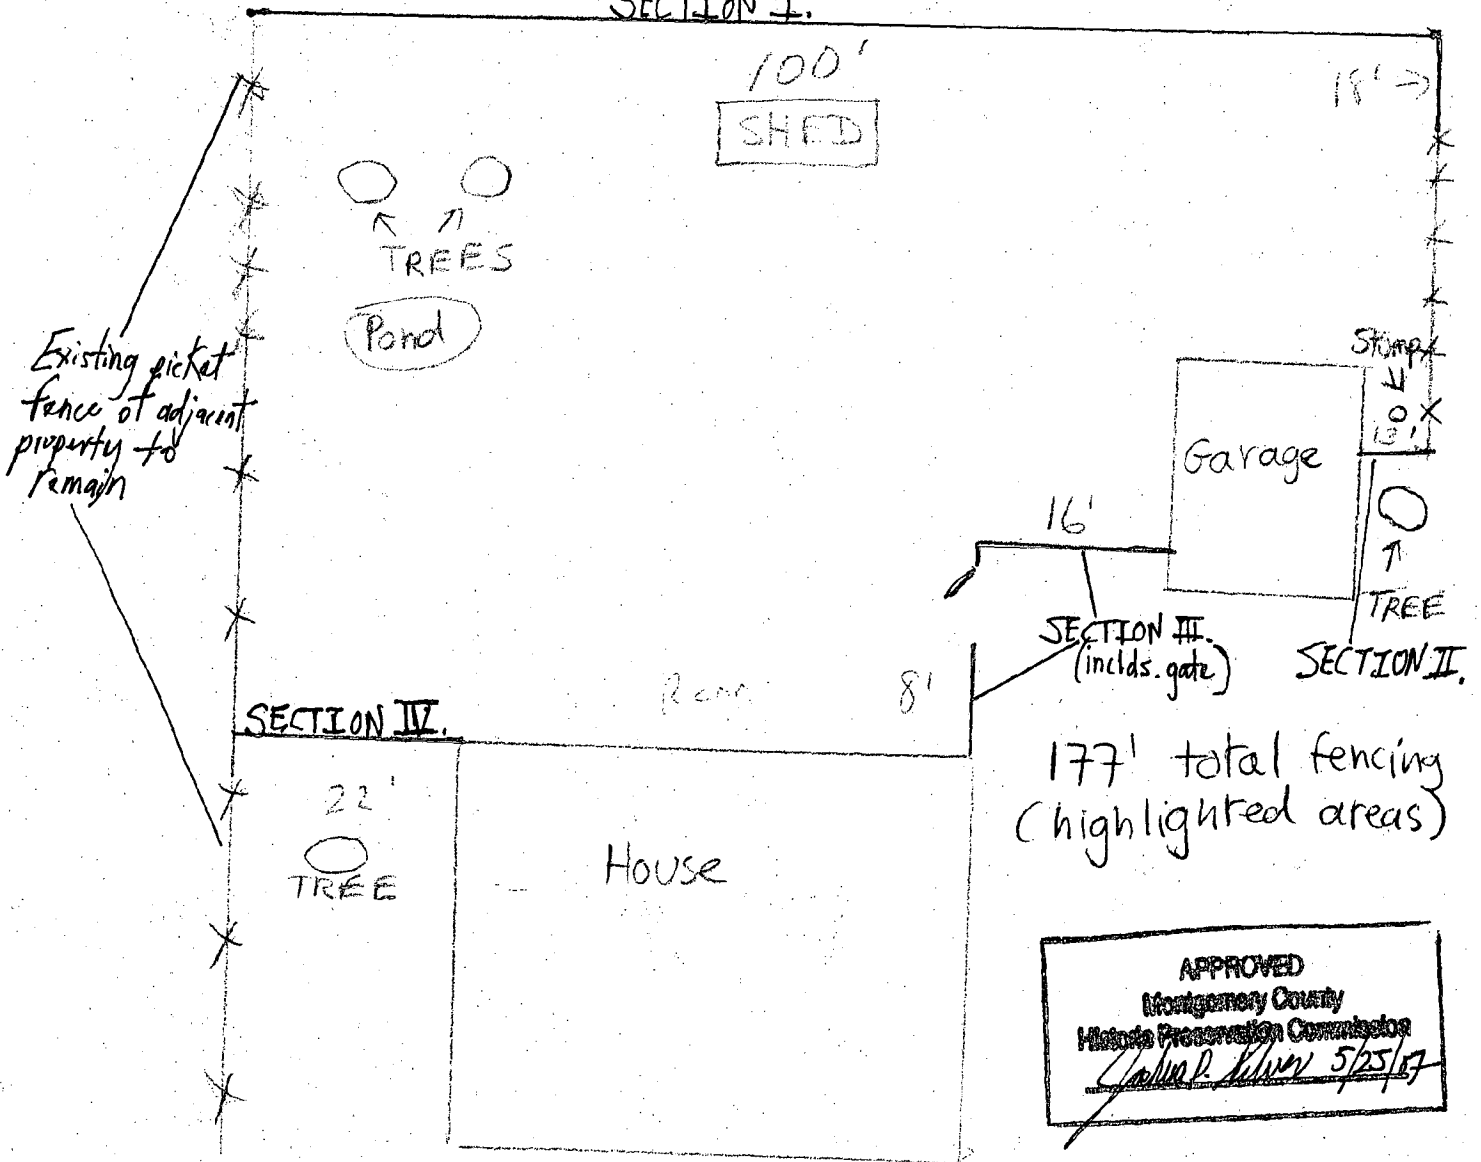 SECTION I.
100'
18' →
SHED
TREES
Pond
Existing picket
fence of adjacent
property to
remain
Stump
Garage
16'
TREE
SECTION III.
(inclds. gate)
SECTION II.
8'
SECTION IV.
177' total fencing
(highlighted areas)
22'
TREE
House
APPROVED
Montgomery County
Historic Preservation Commission
5/25/07